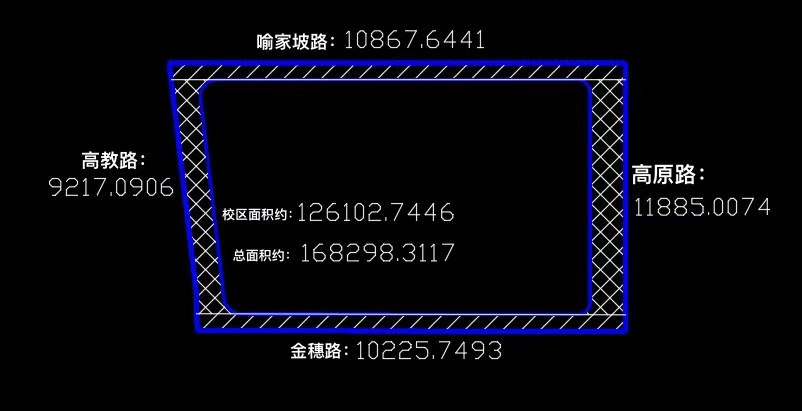 喻家坡路：10867.6441
高教路：
9217.0906
高原路：
11885.0074
校区面积约：126102.7446
总面积约：168298.3117
金穗路：10225.7493